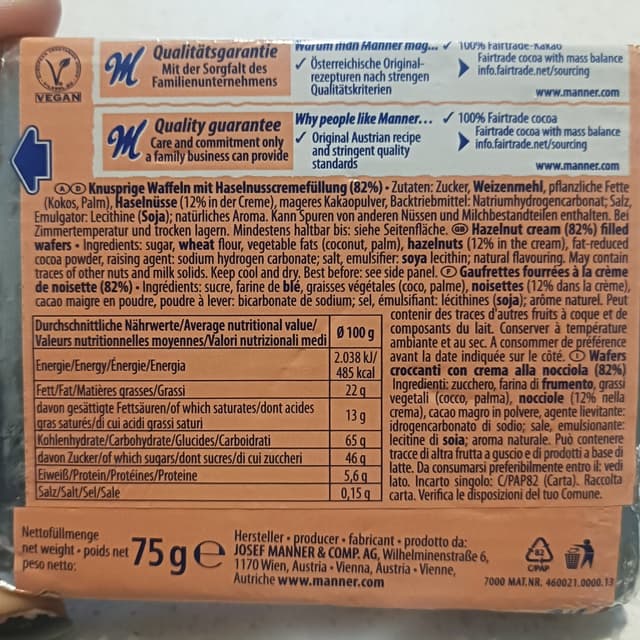 Qualitätsgarantie
Mit der Sorgfalt des
Familienunternehmens
Warum man Manner mag...
✓ Österreichische Original-
rezepturen nach strengen
Qualitätskriterien
✓ 100% Fairtrade-Kakao
Fairtrade cocoa with mass balance
info.fairtrade.net/sourcing
www.manner.com
VEGAN
Quality guarantee
Care and commitment only
a family business can provide
Why people like Manner...
✓ Original Austrian recipe
and stringent quality
standards
✓ 100% Fairtrade cocoa
Fairtrade cocoa with mass balance
info.fairtrade.net/sourcing
www.manner.com
Ⓐ Ⓓ Knusprige Waffeln mit Haselnusscremefüllung (82%) • Zutaten: Zucker, Weizenmehl, pflanzliche Fette
(Kokos, Palm), Haselnüsse (12% in der Creme), mageres Kakaopulver, Backtriebmittel: Natriumhydrogencarbonat; Salz,
Emulgator: Lecithine (Soja); natürliches Aroma. Kann Spuren von anderen Nüssen und Milchbestandteilen enthalten. Bei
Zimmertemperatur und trocken lagern. Mindestens haltbar bis: siehe Seitenfläche. GB Hazelnut cream (82%) filled
wafers • Ingredients: sugar, wheat flour, vegetable fats (coconut, palm), hazelnuts (12% in the cream), fat-reduced
cocoa powder, raising agent: sodium hydrogen carbonate; salt, emulsifier: soya lecithin; natural flavouring. May contain
traces of other nuts and milk solids. Keep cool and dry. Best before: see side panel. Ⓕ Gaufrettes fourrées à la crème
de noisette (82%) • Ingrédients: sucre, farine de blé, graisses végétales (coco, palme), noisettes (12% dans la crème),
cacao maigre en poudre, poudre à lever: bicarbonate de sodium; sel, émulsifiant: lécithines (soja); arôme naturel. Peut
contenir des traces d'autres fruits à coque et de
composants du lait. Conserver à température
ambiante et au sec. A consommer de préférence
avant la date indiquée sur le côté. Ⓘ Wafers
croccanti con crema alla nocciola (82%)
Ingredienti: zucchero, farina di frumento, grassi
vegetali (cocco, palma), nocciole (12% nella
crema), cacao magro in polvere, agente lievitante:
idrogencarbonato di sodio; sale, emulsionante:
lecitine di soia; aroma naturale. Può contenere
tracce di altra frutta a guscio e di prodotti a base di
latte. Da consumarsi preferibilmente entro il: vedi
lato. Incarto singolo: C/PAP82 (Carta). Raccolta
carta. Verifica le disposizioni del tuo Comune.
Durchschnittliche Nährwerte/Average nutritional value/
Valeurs nutritionnelles moyennes/Valori nutrizionali medi
Ø 100 g
Energie/Energy/Énergie/Energia
2.038 kJ/
485 kcal
Fett/Fat/Matières grasses/Grassi
22 g
davon gesättigte Fettsäuren/of which saturates/dont acides
gras saturés/di cui acidi grassi saturi
13 g
Kohlenhydrate/Carbohydrate/Glucides/Carboidrati
65 g
davon Zucker/of which sugars/dont sucres/di cui zuccheri
46 g
Eiweiß/Protein/Protéines/Proteine
5,6 g
Salz/Salt/Sel/Sale
0,15 g
Nettofüllmenge
net weight • poids net
peso netto:
75 g e
Hersteller • producer • fabricant • prodotto da:
JOSEF MANNER & COMP. AG, Wilhelminenstraße 6,
1170 Wien, Austria • Vienna, Austria • Vienne,
Autriche www.manner.com
82
C/PAP
7000 MAT.NR. 460021.0000.13